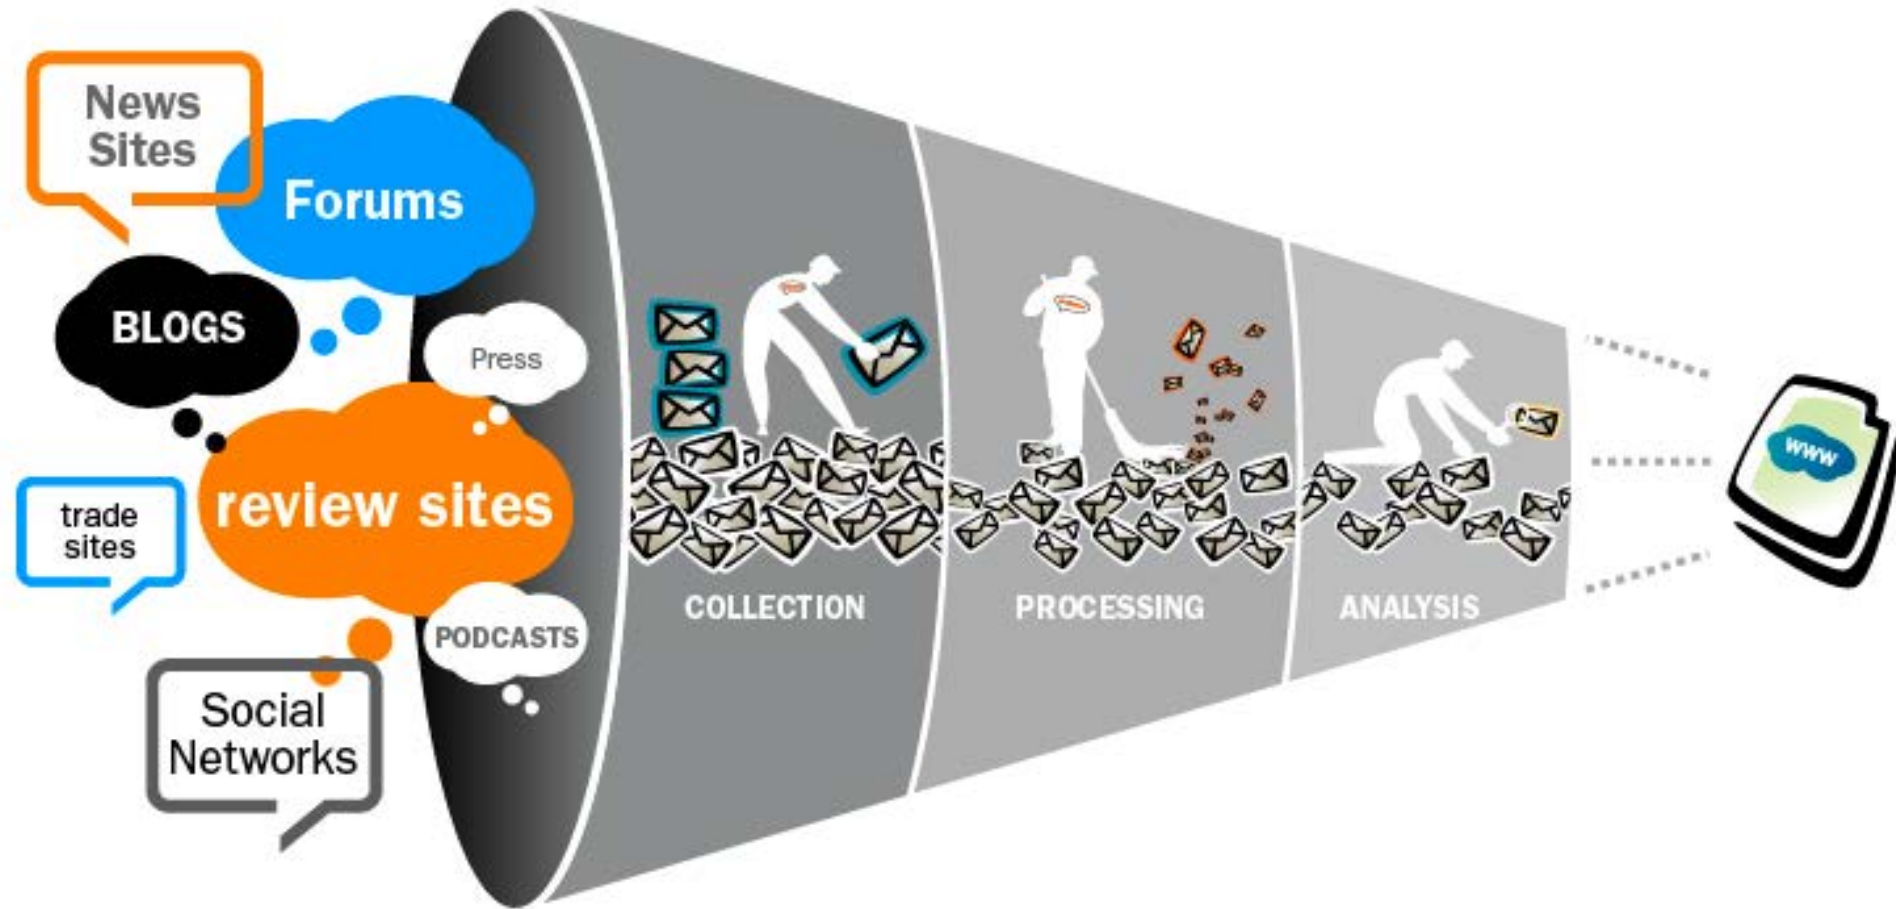 News
Sites
Forums
BLOGS
Press
review sites
trade
sites
PODCASTS
Social
Networks
COLLECTION
PROCESSING
ANALYSIS
www